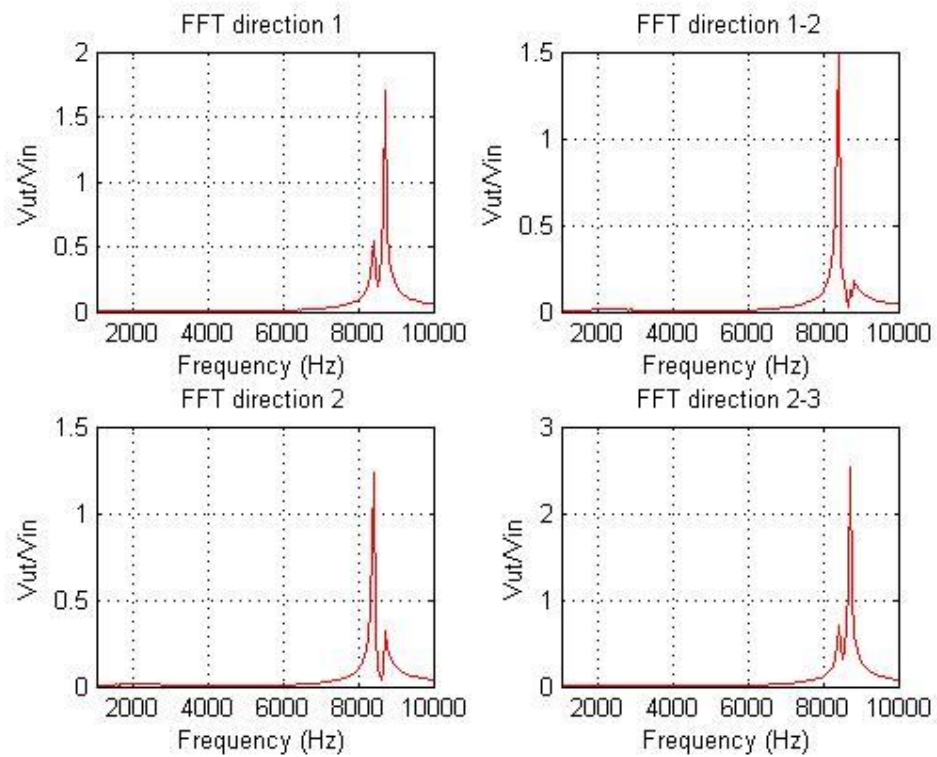 FFT direction 1
2
1.5
1
0.5
0
Vut/Vin
2000 4000 6000 8000 10000
Frequency (Hz)
FFT direction 1-2
1.5
1
0.5
0
Vut/Vin
2000 4000 6000 8000 10000
Frequency (Hz)
FFT direction 2
1.5
1
0.5
0
Vut/Vin
2000 4000 6000 8000 10000
Frequency (Hz)
FFT direction 2-3
3
2
1
0
Vut/Vin
2000 4000 6000 8000 10000
Frequency (Hz)